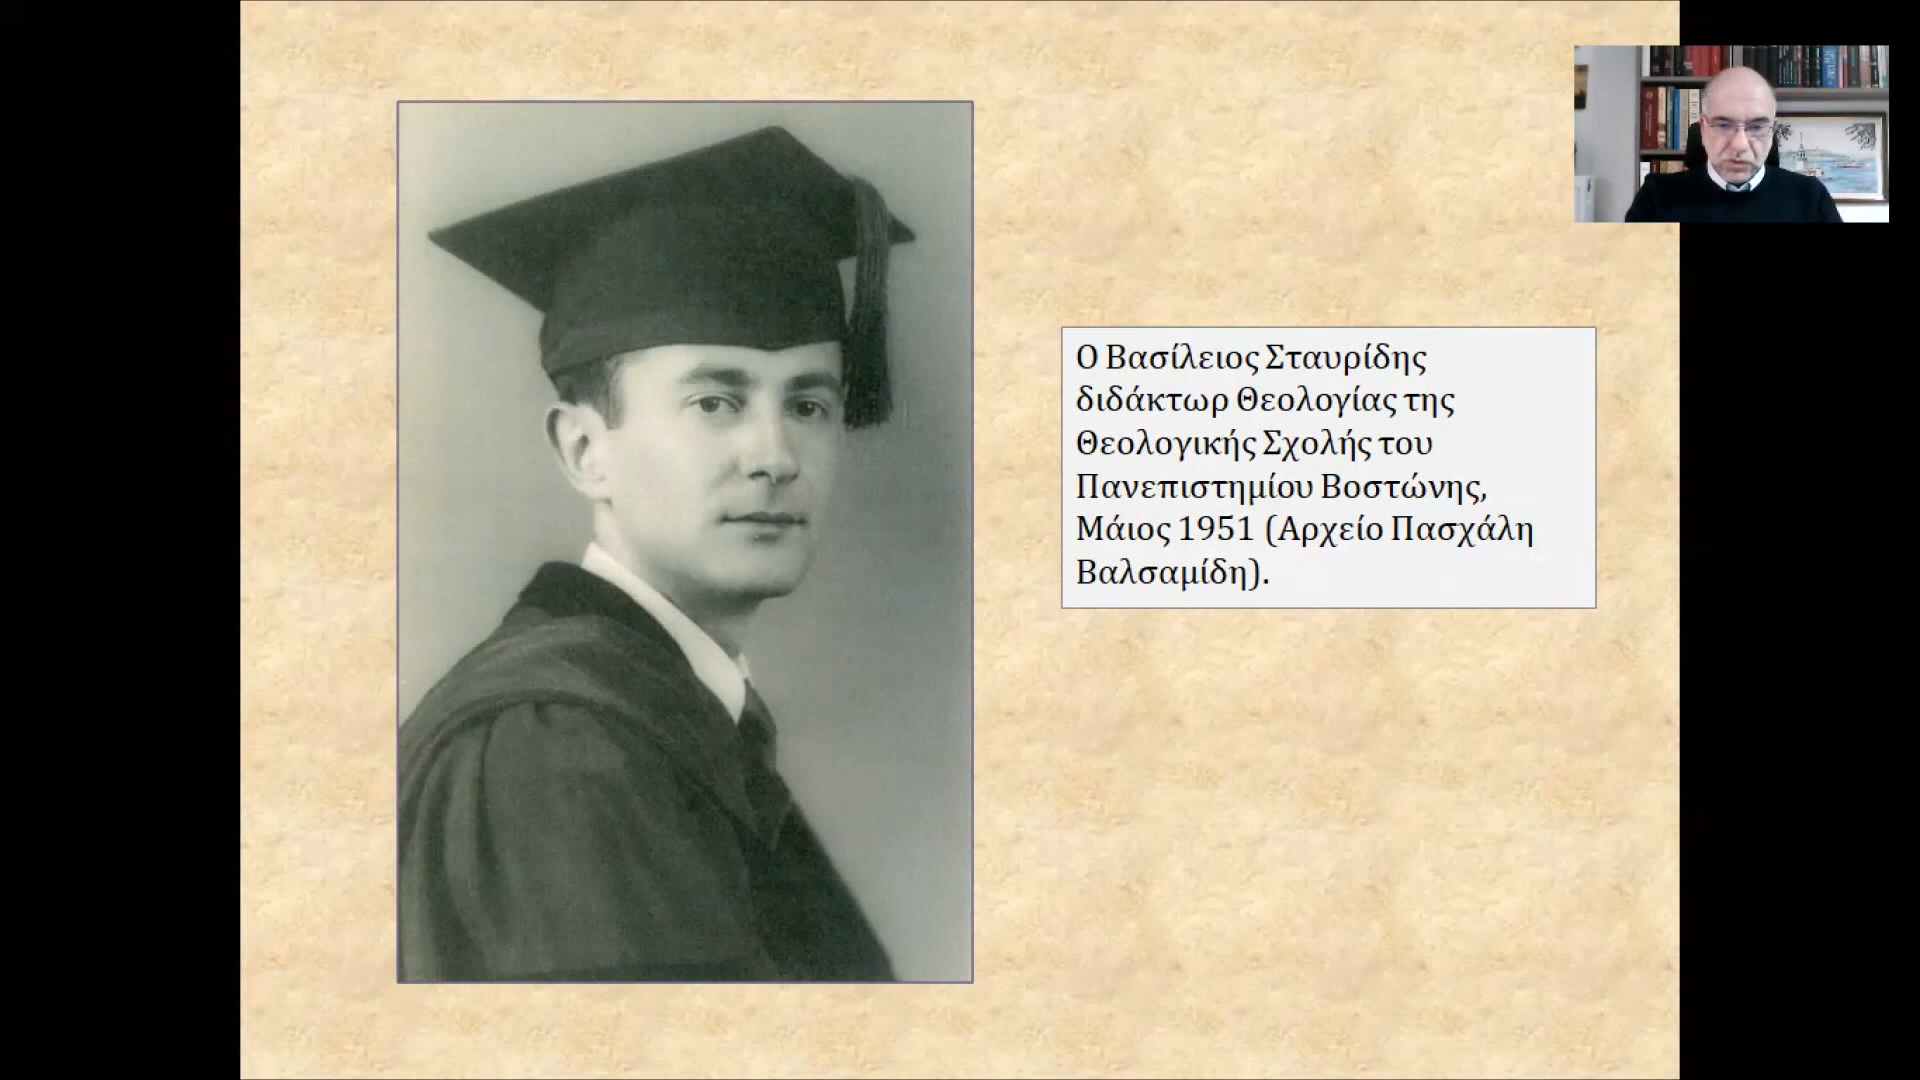 Ο Βασίλειος Σταυρίδης
διδάκτωρ Θεολογίας της
Θεολογικής Σχολής του
Πανεπιστημίου Βοστώνης,
Μάιος 1951 (Αρχείο Πασχάλη
Βαλσαμίδη).